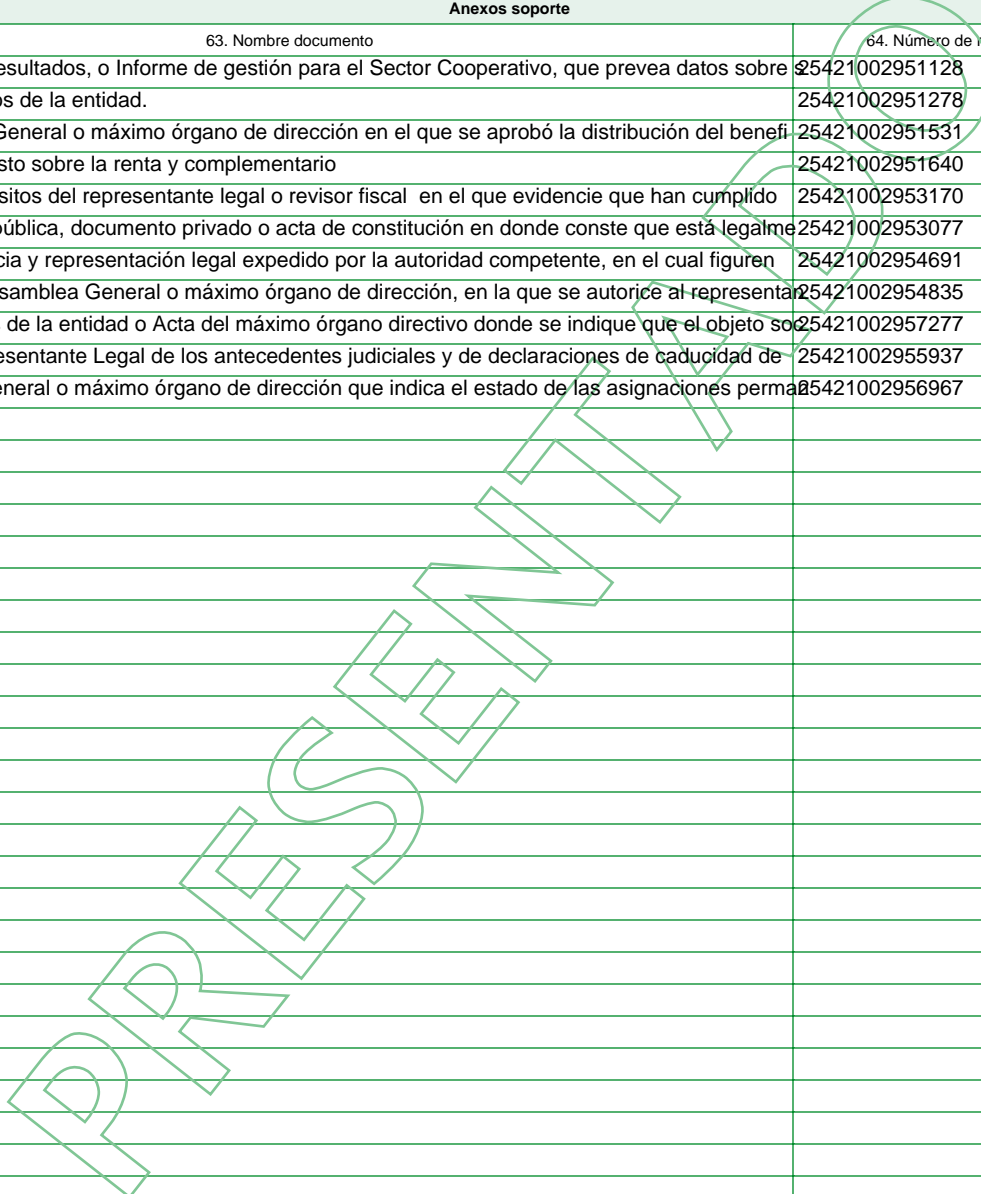 Anexos soporte
63. Nombre documento 64. Número de
esultados, o Informe de gestión para el Sector Cooperativo, que prevea datos sobre s 25421002951128
os de la entidad. 25421002951278
General o máximo órgano de dirección en el que se aprobó la distribución del benefi 25421002951531
sto sobre la renta y complementario 25421002951640
sitos del representante legal o revisor fiscal en el que evidencie que han cumplido 25421002953170
pública, documento privado o acta de constitución en donde conste que está legalme 25421002953077
cia y representación legal expedido por la autoridad competente, en el cual figuren 25421002954691
samblea General o máximo órgano de dirección, en la que se autorice al representan 25421002954835
de la entidad o Acta del máximo órgano directivo donde se indique que el objeto soc 25421002957277
esentante Legal de los antecedentes judiciales y de declaraciones de caducidad de 25421002955937
eneral o máximo órgano de dirección que indica el estado de las asignaciones perman 25421002956967
PRESENTADO